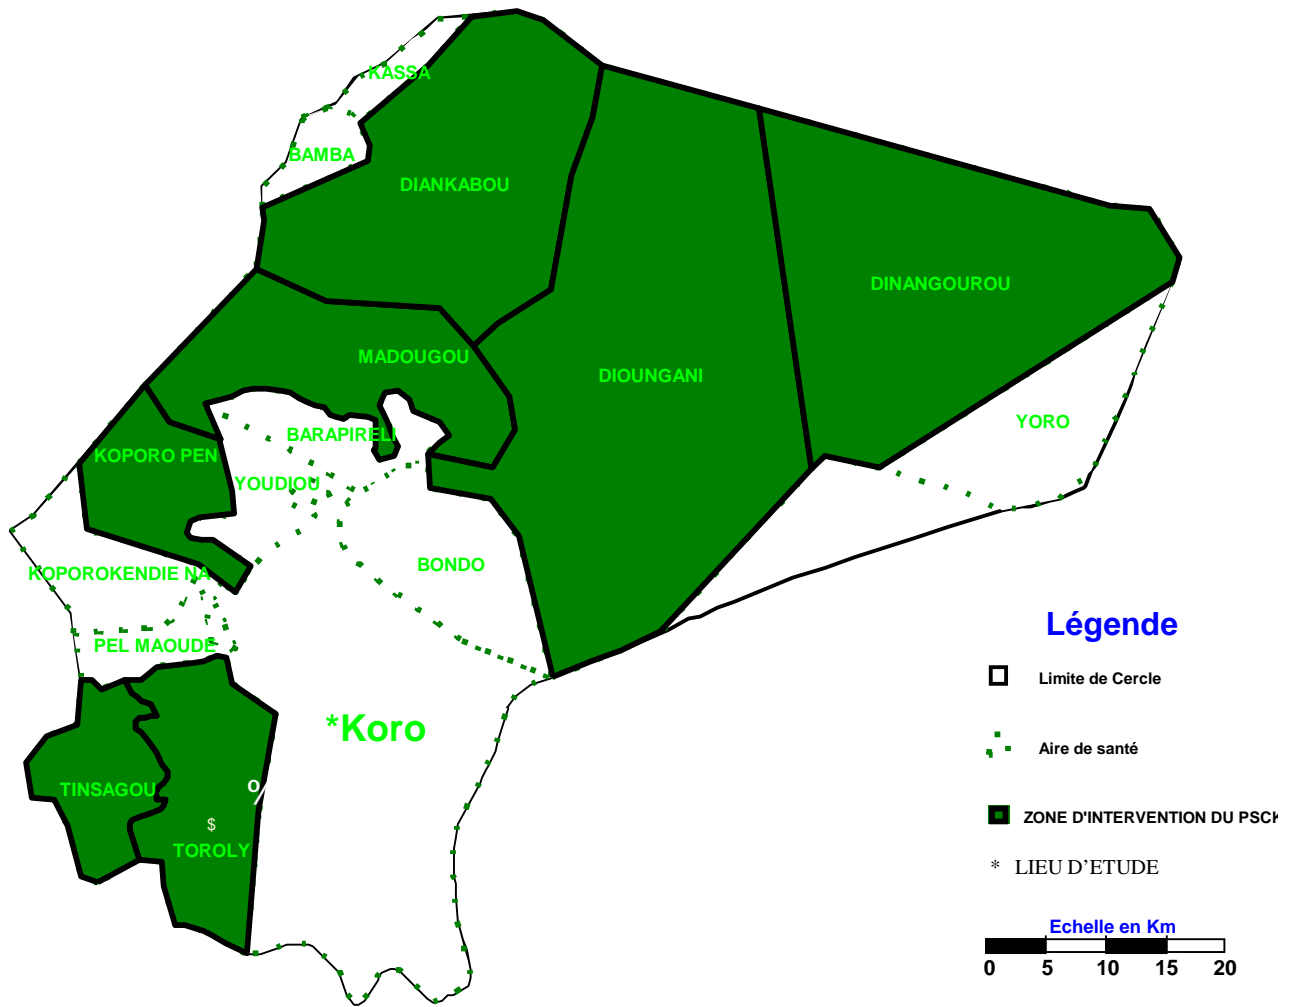 KASSA
BAMBA
DIANKABOU
DINANGOUROU
MADOUGOU
DIOUNGANI
YORO
BARAPIRELI
KOPORO PEN
YOUDIOU
BONDO
KOPOROKENDIE NA
PEL MAOUDE
*Koro
TINSAGOU
$
TOROLY
Légende
Limite de Cercle
Aire de santé
ZONE D'INTERVENTION DU PSCK
* LIEU D'ETUDE
Echelle en Km
0 5 10 15 20